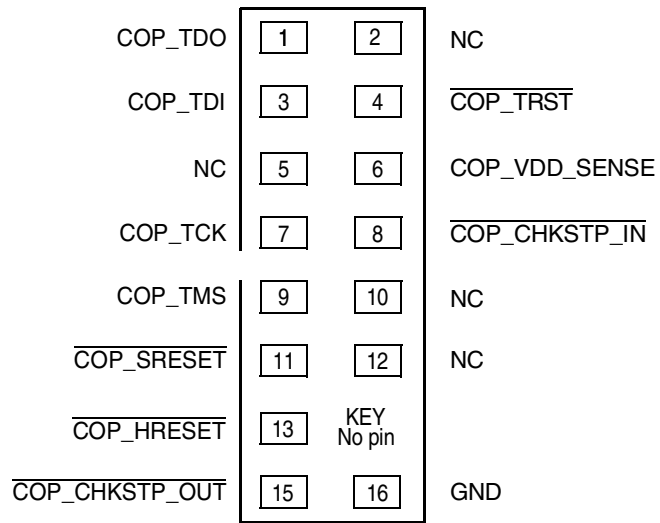 COP_TDO 1 2 NC
COP_TDI 3 4 COP_TRST
NC 5 6 COP_VDD_SENSE
COP_TCK 7 8 COP_CHKSTP_IN
COP_TMS 9 10 NC
COP_SRESET 11 12 NC
COP_HRESET 13 KEY
No pin
COP_CHKSTP_OUT 15 16 GND